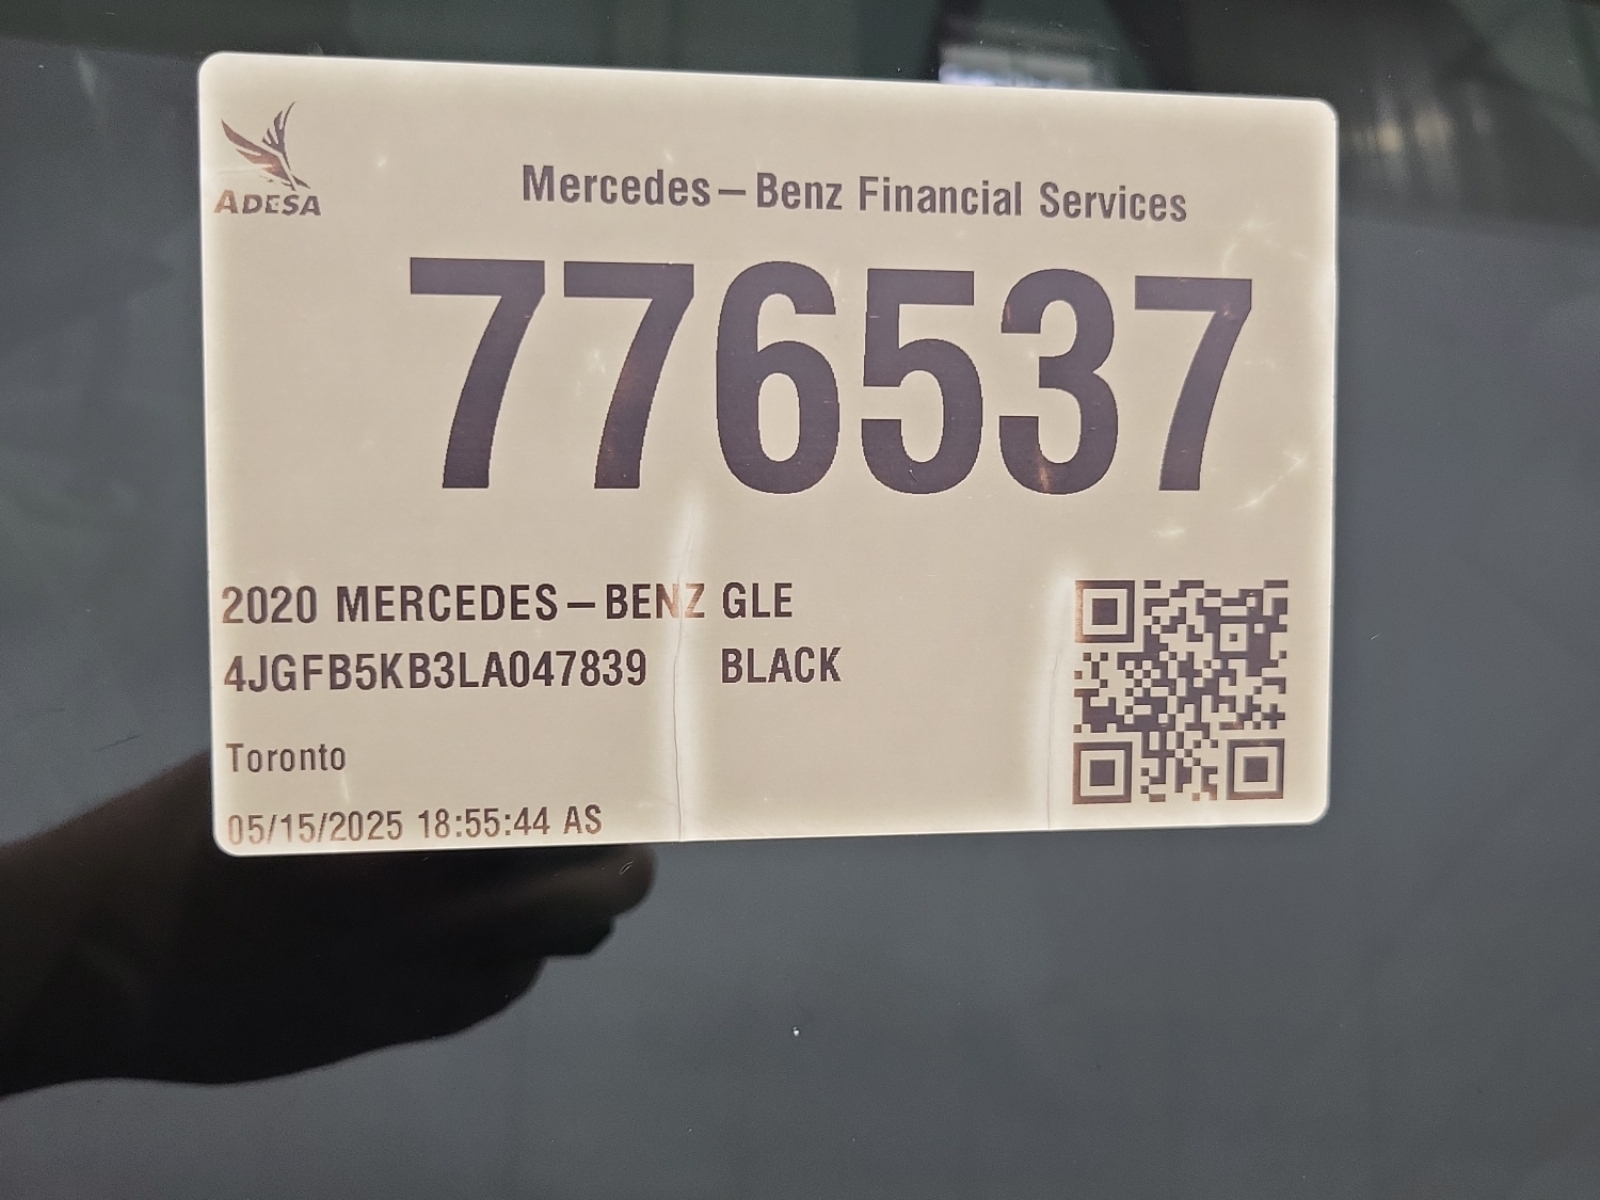 ADESA
Mercedes-Benz Financial Services
776537
2020 MERCEDES-BENZ GLE
4JGFB5KB3LA047839 BLACK
Toronto
05/15/2025 18:55:44 AS